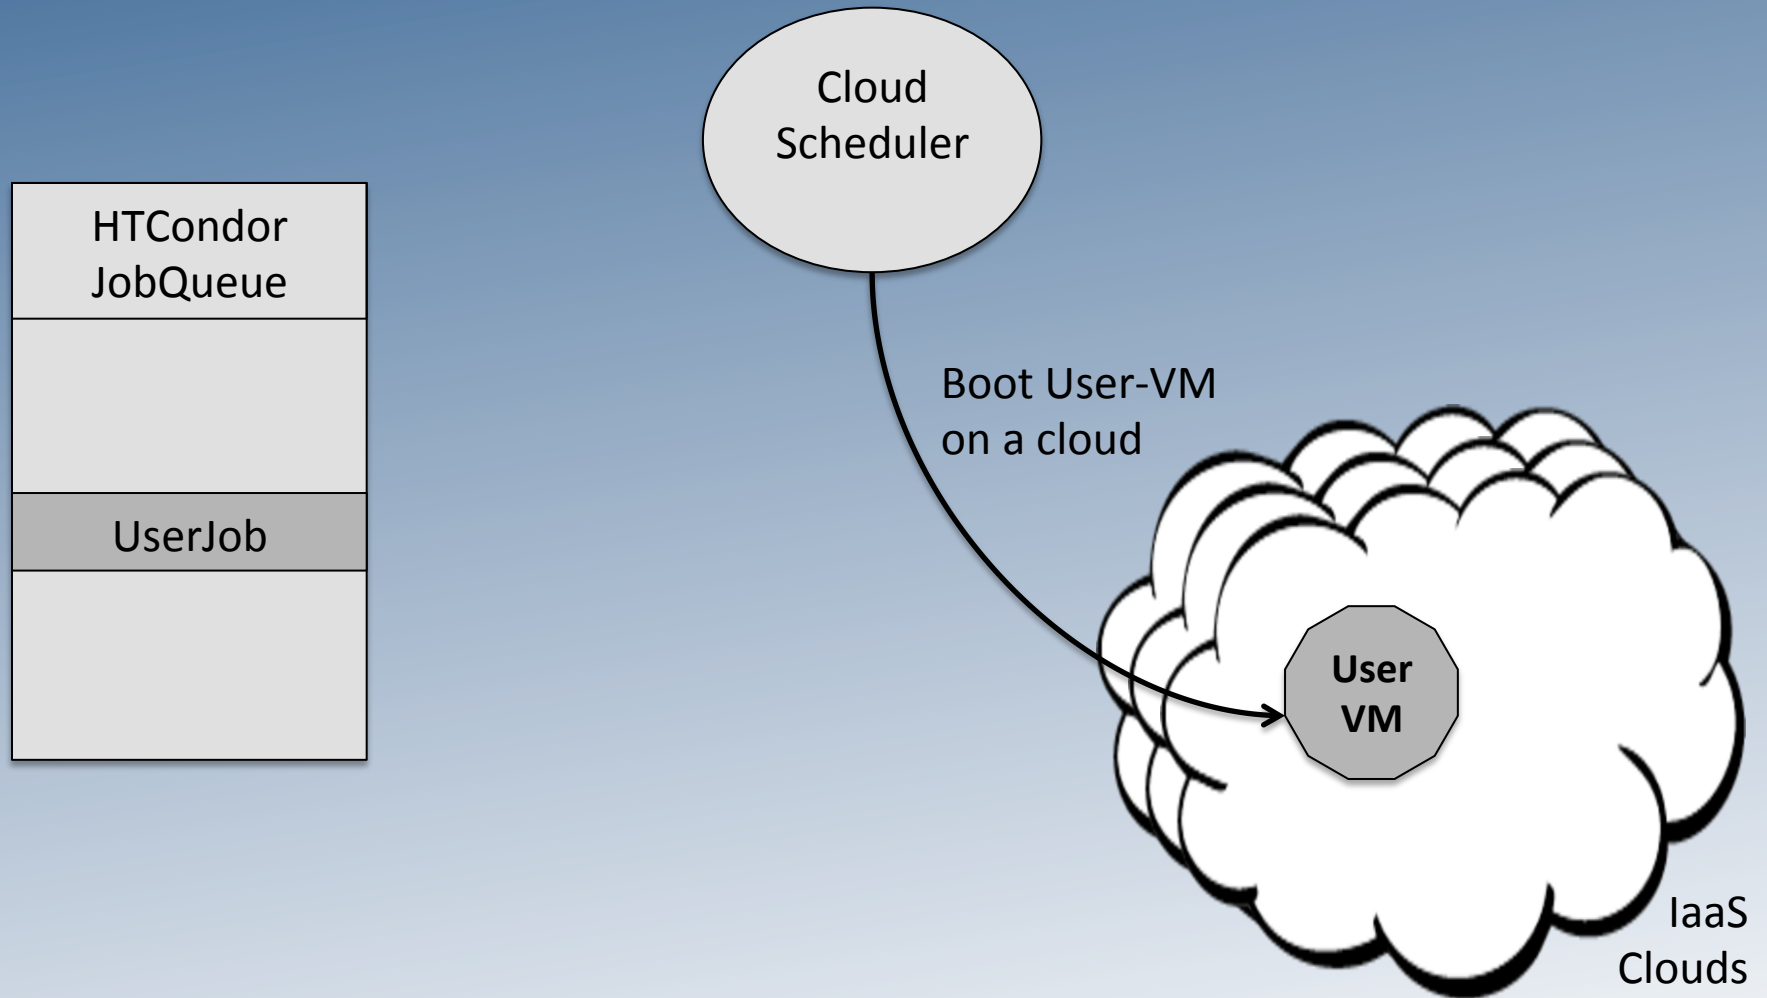 Cloud
Scheduler
HTCondor
JobQueue
Boot User-VM
on a cloud
UserJob
User
VM
IaaS
Clouds